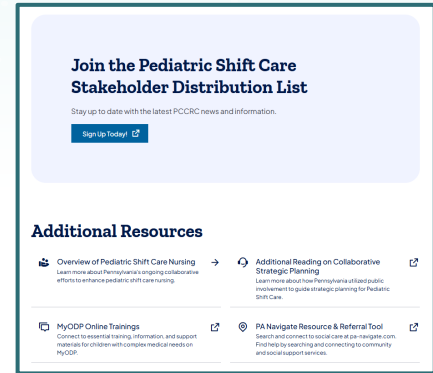 Join the Pediatric Shift Care
Stakeholder Distribution List
Stay up to date with the latest PCCRC news and information.
Sign Up Today!
Additional Resources
Overview of Pediatric Shift Care Nursing
Learn more about Pennsylvania's ongoing collaborative
efforts to enhance pediatric shift care nursing.
Additional Reading on Collaborative
Strategic Planning
Learn more about how Pennsylvania utilized public
involvement to guide strategic planning for Pediatric
Shift Care.
MyODP Online Trainings
Connect to essential training, information, and support
materials for children with complex medical needs on
MyODP.
PA Navigate Resource & Referral Tool
Search and connect to social care at pa-navigate.com.
Find help by searching and connecting to community
and social support services.